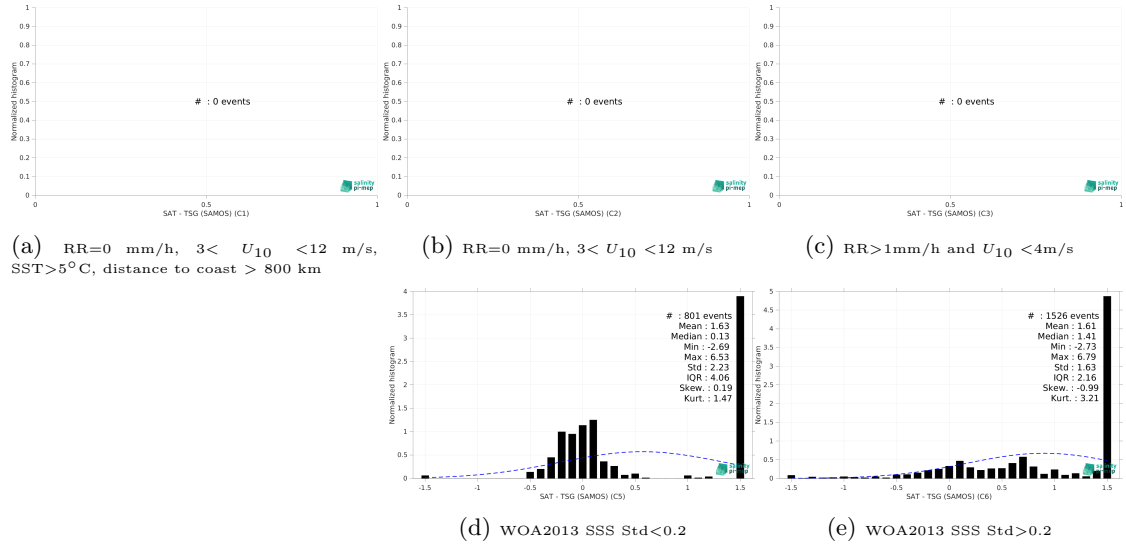 1
0.9
0.8
0.7
0.6
0.5
0.4
0.3
0.2
0.1
0
Normalized histogram
# : 0 events
salinity
pi-mep
0 0.5 1
SAT - TSG (SAMOS) (C1)
(a) RR=0 mm/h, 3< U10 <12 m/s,
SST>5°C, distance to coast > 800 km
1
0.9
0.8
0.7
0.6
0.5
0.4
0.3
0.2
0.1
0
Normalized histogram
# : 0 events
salinity
pi-mep
0 0.5 1
SAT - TSG (SAMOS) (C2)
(b) RR=0 mm/h, 3< U10 <12 m/s
1
0.9
0.8
0.7
0.6
0.5
0.4
0.3
0.2
0.1
0
Normalized histogram
# : 0 events
salinity
pi-mep
0 0.5 1
SAT - TSG (SAMOS) (C3)
(c) RR>1mm/h and U10 <4m/s
4
3.5
3
2.5
2
1.5
1
0.5
0
Normalized histogram
# : 801 events
Mean : 1.63
Median : 0.13
Min : -2.69
Max : 6.53
Std : 2.23
IQR : 4.06
Skew. : 0.19
Kurt. : 1.47
salinity
pi-mep
-1.5 -1 -0.5 0 0.5 1 1.5
SAT - TSG (SAMOS) (C5)
(d) WOA2013 SSS Std<0.2
5
4.5
4
3.5
3
2.5
2
1.5
1
0.5
0
Normalized histogram
# : 1526 events
Mean : 1.61
Median : 1.41
Min : -2.73
Max : 6.79
Std : 1.63
IQR : 2.16
Skew. : -0.99
Kurt. : 3.21
salinity
pi-mep
-1.5 -1 -0.5 0 0.5 1 1.5
SAT - TSG (SAMOS) (C6)
(e) WOA2013 SSS Std>0.2